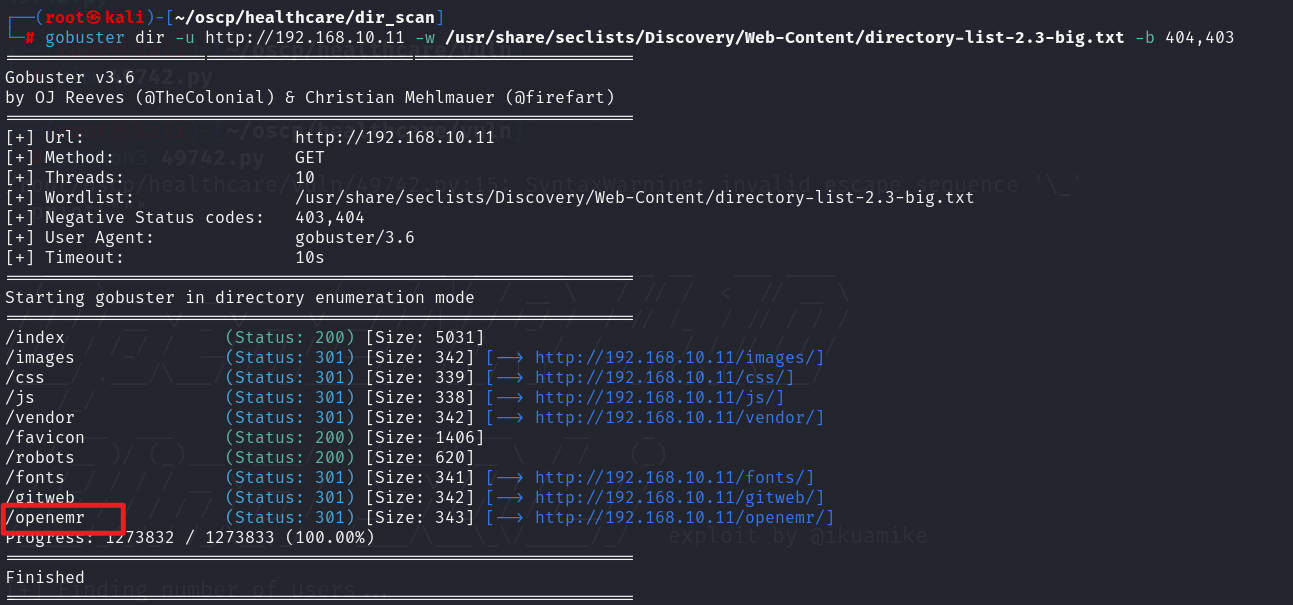 ┌──(root㉿kali)-[~/oscp/healthcare/dir_scan]
└─# gobuster dir -u http://192.168.10.11 -w /usr/share/seclists/Discovery/Web-Content/directory-list-2.3-big.txt -b 404,403
===============================================================
Gobuster v3.6
by OJ Reeves (@TheColonial) & Christian Mehlmauer (@firefart)
===============================================================
[+] Url:                     http://192.168.10.11
[+] Method:                  GET
[+] Threads:                 10
[+] Wordlist:                /usr/share/seclists/Discovery/Web-Content/directory-list-2.3-big.txt
[+] Negative Status codes:   403,404
[+] User Agent:              gobuster/3.6
[+] Timeout:                 10s
===============================================================
Starting gobuster in directory enumeration mode
===============================================================
/index                (Status: 200) [Size: 5031]
/images               (Status: 301) [Size: 342] [--> http://192.168.10.11/images/]
/css                  (Status: 301) [Size: 339] [--> http://192.168.10.11/css/]
/js                   (Status: 301) [Size: 338] [--> http://192.168.10.11/js/]
/vendor               (Status: 301) [Size: 342] [--> http://192.168.10.11/vendor/]
/favicon              (Status: 200) [Size: 1406]
/robots               (Status: 200) [Size: 620]
/fonts                (Status: 301) [Size: 341] [--> http://192.168.10.11/fonts/]
/gitweb               (Status: 301) [Size: 342] [--> http://192.168.10.11/gitweb/]
/openemr              (Status: 301) [Size: 343] [--> http://192.168.10.11/openemr/]
Progress: 1273832 / 1273833 (100.00%)
exploit by @ikuamike
===============================================================
Finished
[+] Finding number of users...
===============================================================